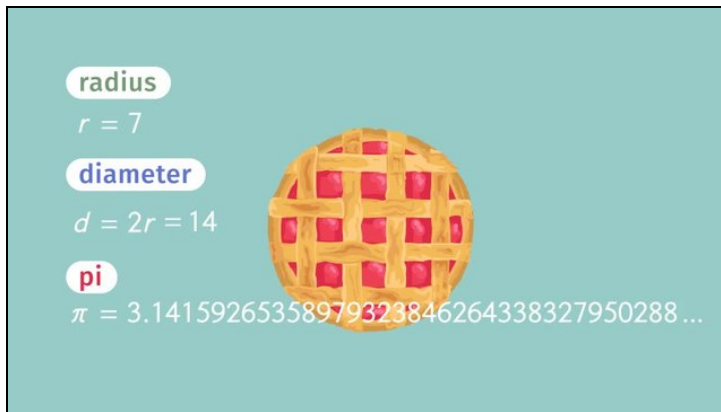 radius
r = 7
diameter
d = 2r = 14
pi
π = 3.14159265358979323846264338327950288...